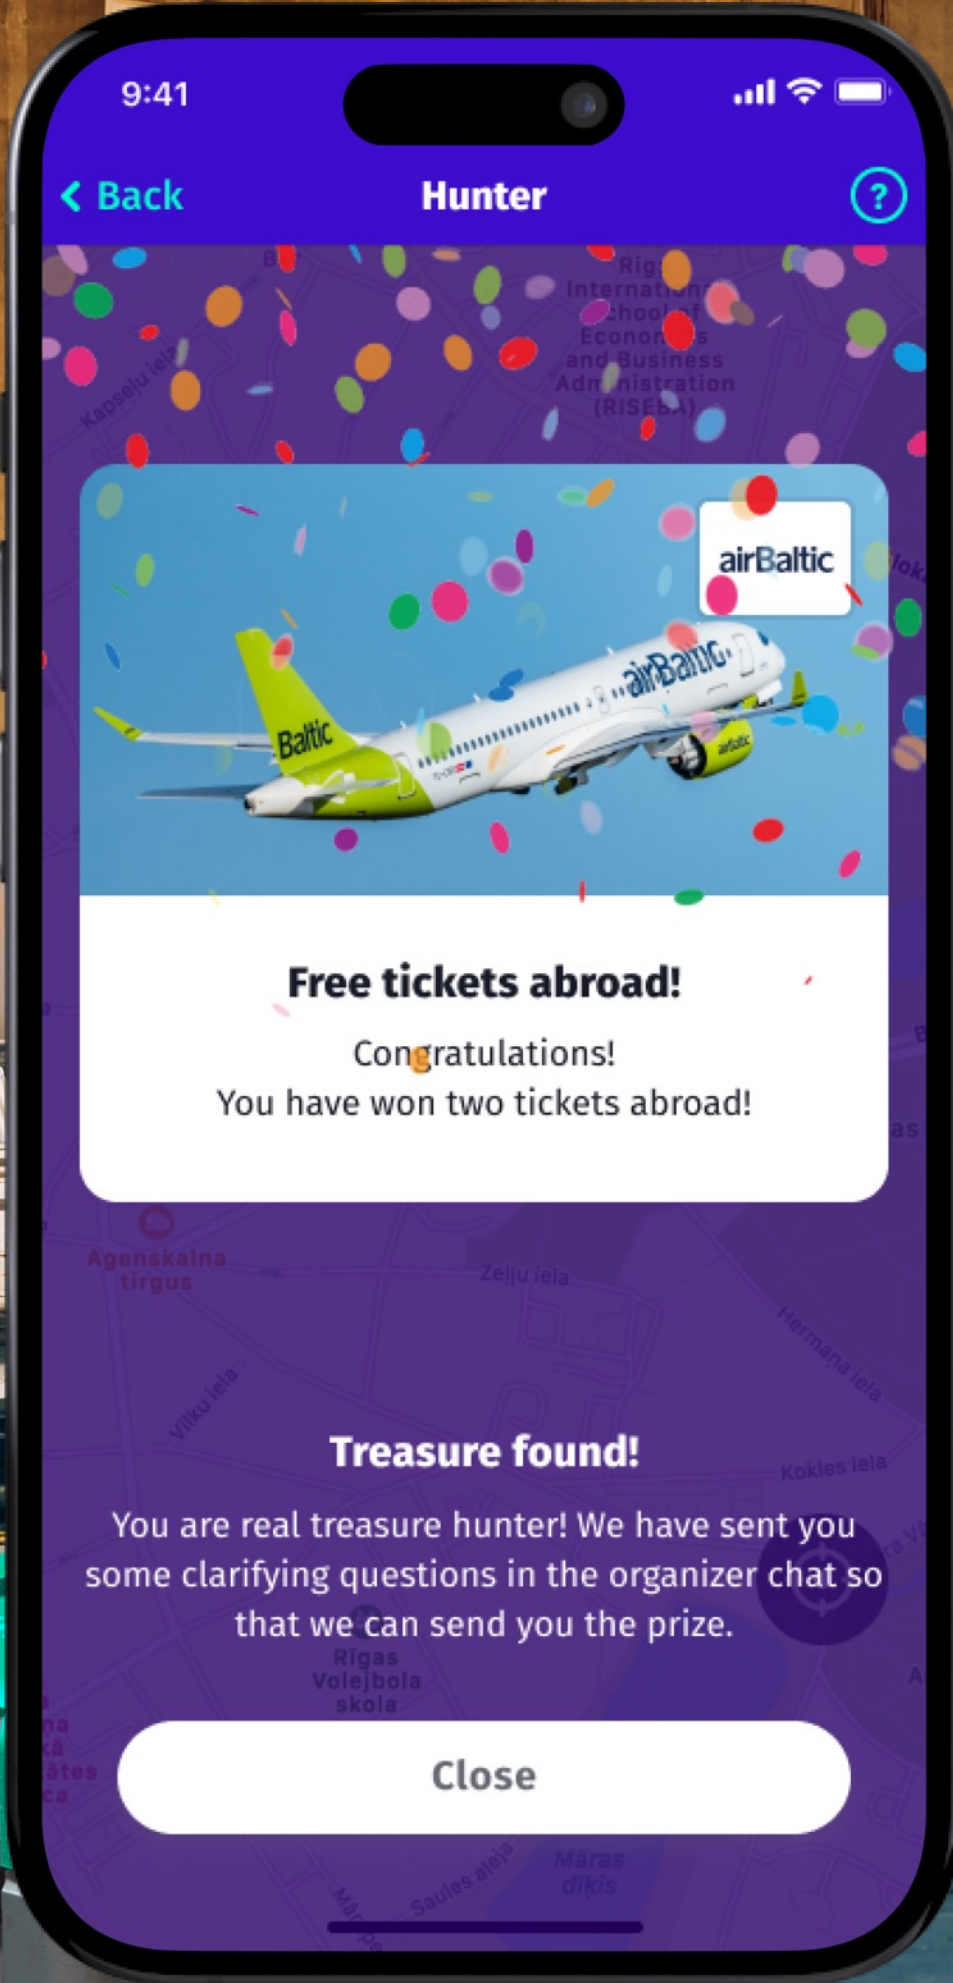 9:41
Back
Hunter
?
Rīg
Internationa
School of
Economics
and Business
Administration
(RISEBA)
Kapseļu iela
airBaltic
airBaltic
Baltic
airBaltic
Free tickets abroad!
Congratulations!
You have won two tickets abroad!
Agenskalna
tirgus
Zeļļu iela
Hermaņa iela
Vilku iela
Kokles iela
Treasure found!
You are real treasure hunter! We have sent you
some clarifying questions in the organizer chat so
that we can send you the prize.
Rīgas
Volejbola
skola
Close
Saules aleja
Māras
dīķis